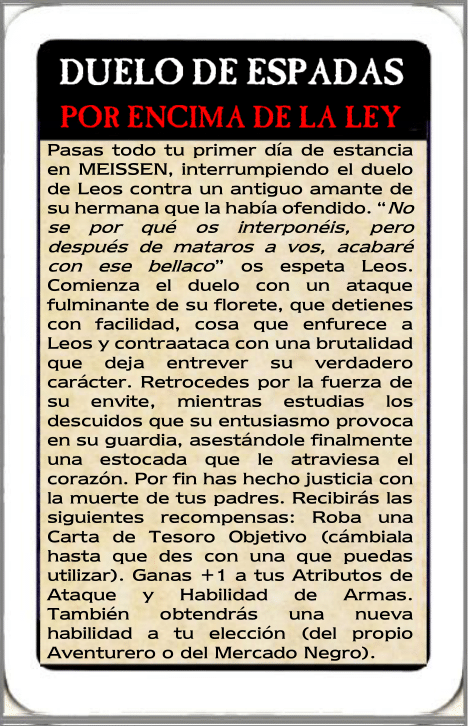 DUELO DE ESPADAS
POR ENCIMA DE LA LEY
Pasas todo tu primer día de estancia
en MEISSEN, interrumpiendo el duelo
de Leos contra un antiguo amante de
su hermana que la había ofendido. “No
se por qué os interponéis, pero
después de mataros a vos, acabaré
con ese bellaco” os espeta Leos.
Comienza el duelo con un ataque
fulminante de su florete, que detienes
con facilidad, cosa que enfurece a
Leos y contraataca con una brutalidad
que deja entrever su verdadero
carácter. Retrocedes por la fuerza de
su envite, mientras estudias los
descuidos que su entusiasmo provoca
en su guardia, asestándole finalmente
una estocada que le atraviesa el
corazón. Por fin has hecho justicia con
la muerte de tus padres. Recibirás las
siguientes recompensas: Roba una
Carta de Tesoro Objetivo (cámbiala
hasta que des con una que puedas
utilizar). Ganas +1 a tus Atributos de
Ataque y Habilidad de Armas.
También obtendrás una nueva
habilidad a tu elección (del propio
Aventurero o del Mercado Negro).